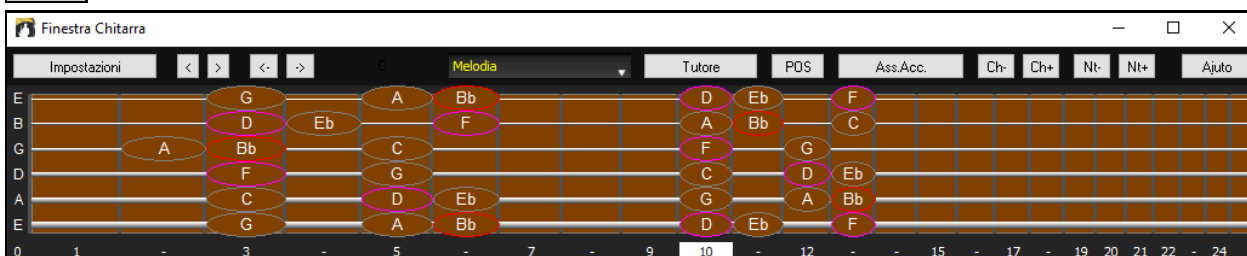 Finestra Chitarra
Impostazioni < > <- -> C Melodia Tutore POS Ass.Acc. Ch- Ch+ Nt- Nt+ Ajuto
E G A Bb D Eb F
B D Eb F A Bb C
G A Bb C F G
D F G C D Eb
A C D Eb G A Bb
E G A Bb D Eb F
0 1 - 3 - 5 - 7 - 9 10 - 12 - - 15 - 17 - 19 20 21 22 - 24